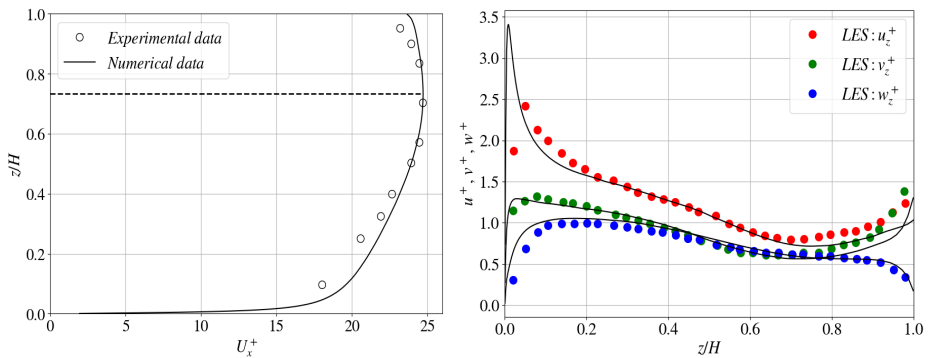 1.0
0.8
0.6
0.4
0.2
0.0
z/H
0
5
10
15
20
25
U_x^+
Experimental data
Numerical data
3.5
3.0
2.5
2.0
1.5
1.0
0.5
0.0
u^+, v^+, w^+
0.0
0.2
0.4
0.6
0.8
1.0
z/H
LES: u_z^+
LES: v_z^+
LES: w_z^+